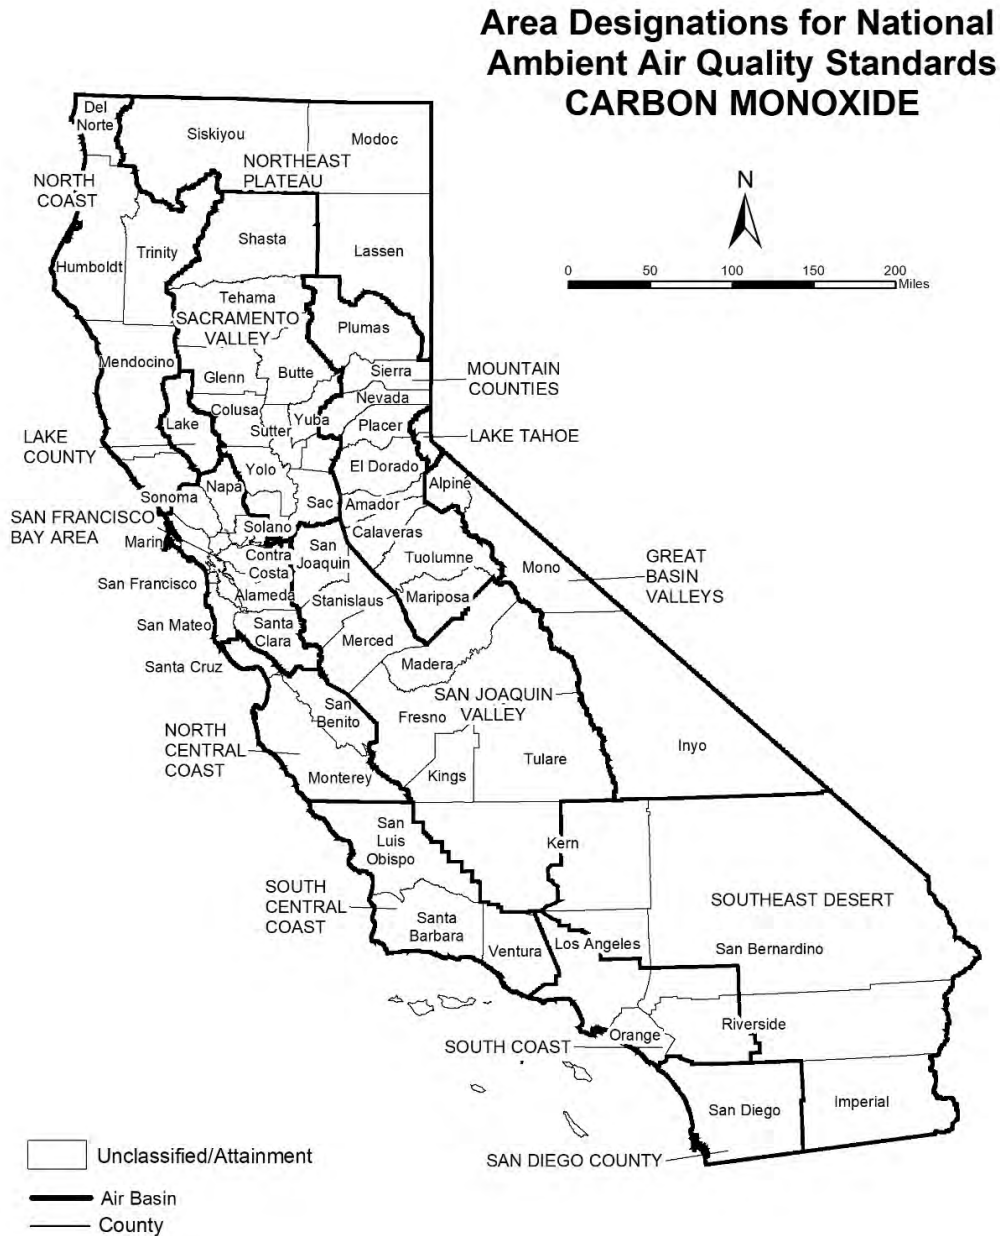 Area Designations for National
Ambient Air Quality Standards
CARBON MONOXIDE
Del
Norte
Siskiyou
Modoc
NORTHEAST
PLATEAU
NORTH
COAST
N
Shasta
Trinity
Lassen
Humboldt
0 50 100 150 200
Miles
Tehama
SACRAMENTO
VALLEY
Plumas
Mendocino
Glenn
Butte
Sierra
MOUNTAIN
COUNTIES
Nevada
Colusa
Lake
Yuba
Sutter
Placer
LAKE TAHOE
LAKE
COUNTY
Yolo
El Dorado
Napa
Alpine
Sonoma
Sac
Amador
SAN FRANCISCO
BAY AREA
Solano
Calaveras
Marin
Contra
Costa
San
Joaquin
Tuolumne
Mono
GREAT
BASIN
VALLEYS
San Francisco
Alameda
Stanislaus
Mariposa
San Mateo
Santa
Clara
Merced
Santa Cruz
Madera
SAN JOAQUIN
VALLEY
San
Benito
Fresno
NORTH
CENTRAL
COAST
Inyo
Tulare
Monterey
Kings
San
Luis
Obispo
Kern
SOUTH
CENTRAL
COAST
SOUTHEAST DESERT
Santa
Barbara
Los Angeles
San Bernardino
Ventura
Riverside
Orange
SOUTH COAST
Imperial
San Diego
SAN DIEGO COUNTY
Unclassified/Attainment
Air Basin
County